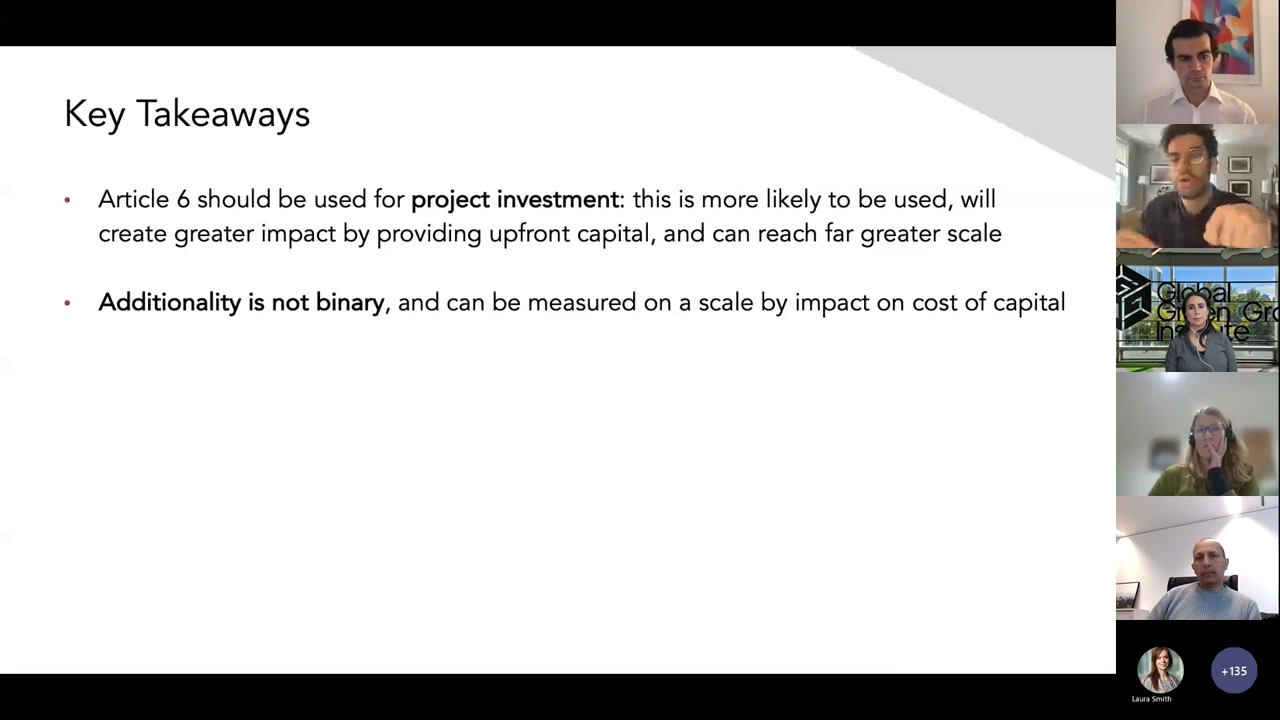 Key Takeaways
• Article 6 should be used for project investment: this is more likely to be used, will
create greater impact by providing upfront capital, and can reach far greater scale
• Additionality is not binary, and can be measured on a scale by impact on cost of capital
Global
Green Gro
Institute
Laura Smith
+135